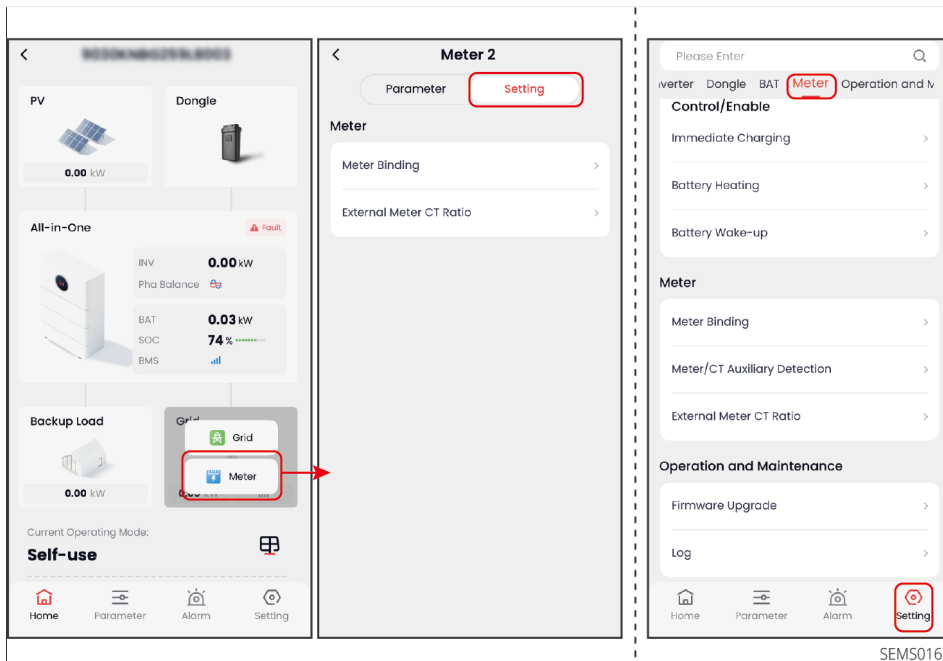 Meter 2
Parameter
Setting
Meter
Meter Binding
External Meter CT Ratio
PV
Dongle
0.00 kW
All-in-One
Fault
INV
0.00 kW
Pha Balance
BAT
0.03 kW
SOC
74 %
BMS
Backup Load
Grid
Grid
Meter
0.00 kW
0.00 kW
Current Operating Mode:
Self-use
Home
Parameter
Alarm
Setting
Please Enter
verter Dongle BAT Meter Operation and M
Control/Enable
Immediate Charging
Battery Heating
Battery Wake-up
Meter
Meter Binding
Meter/CT Auxiliary Detection
External Meter CT Ratio
Operation and Maintenance
Firmware Upgrade
Log
Home
Parameter
Alarm
Setting
SEMS016